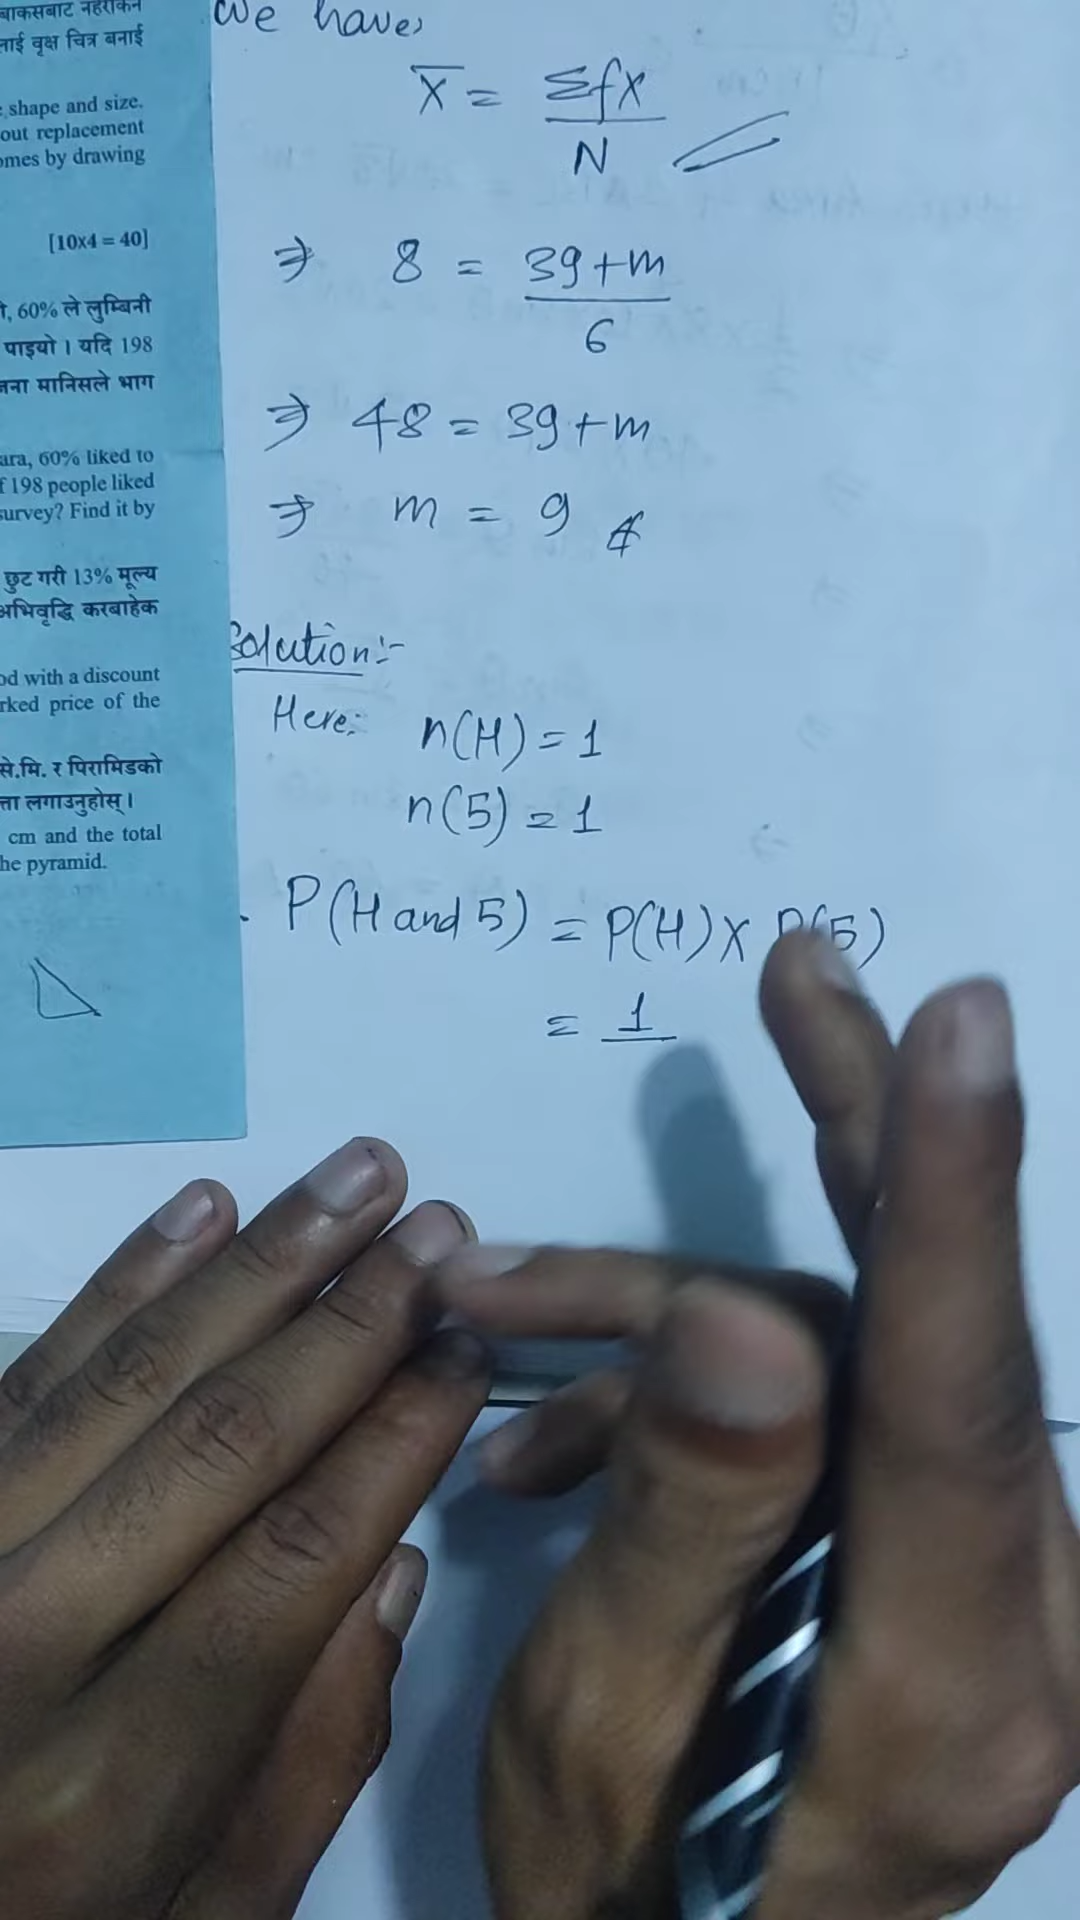 बाकसबाट नहेरीकन
लाई वृक्ष चित्र बनाई
shape and size.
out replacement
omes by drawing
[10x4 = 40]
60% ले लुम्बिनी
पाइयो । यदि 198
जना मानिसले भाग
ara, 60% liked to
f 198 people liked
survey? Find it by
छुट गरी 13% मूल्य
अभिवृद्धि करबाहेक
od with a discount
rked price of the
से.मि. र पिरामिडको
त्ता लगाउनुहोस् ।
cm and the total
he pyramid.
We have,
X̄ = Σfx
N
⇒ 8 = 39+m
6
⇒ 48 = 39+m
⇒ m = 9
Solution:-
Here: n(H) = 1
n(5) = 1
P(H and 5) = P(H) X P(5)
= 1